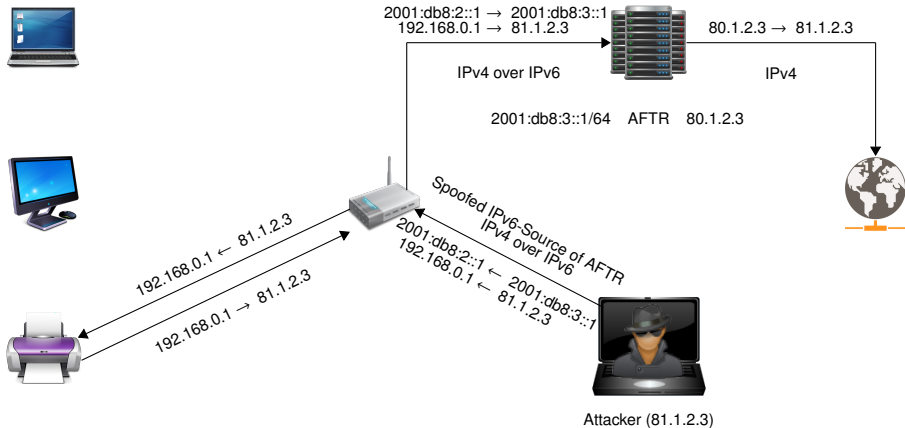 2001:db8:2::1 → 2001:db8:3::1
192.168.0.1 → 81.1.2.3
80.1.2.3 → 81.1.2.3
IPv4 over IPv6
IPv4
2001:db8:3::1/64 AFTR 80.1.2.3
Spoofed IPv6-Source of AFTR
IPv4 over IPv6
2001:db8:2::1 ← 2001:db8:3::1
192.168.0.1 ← 81.1.2.3
192.168.0.1 ← 81.1.2.3
192.168.0.1 → 81.1.2.3
Attacker (81.1.2.3)